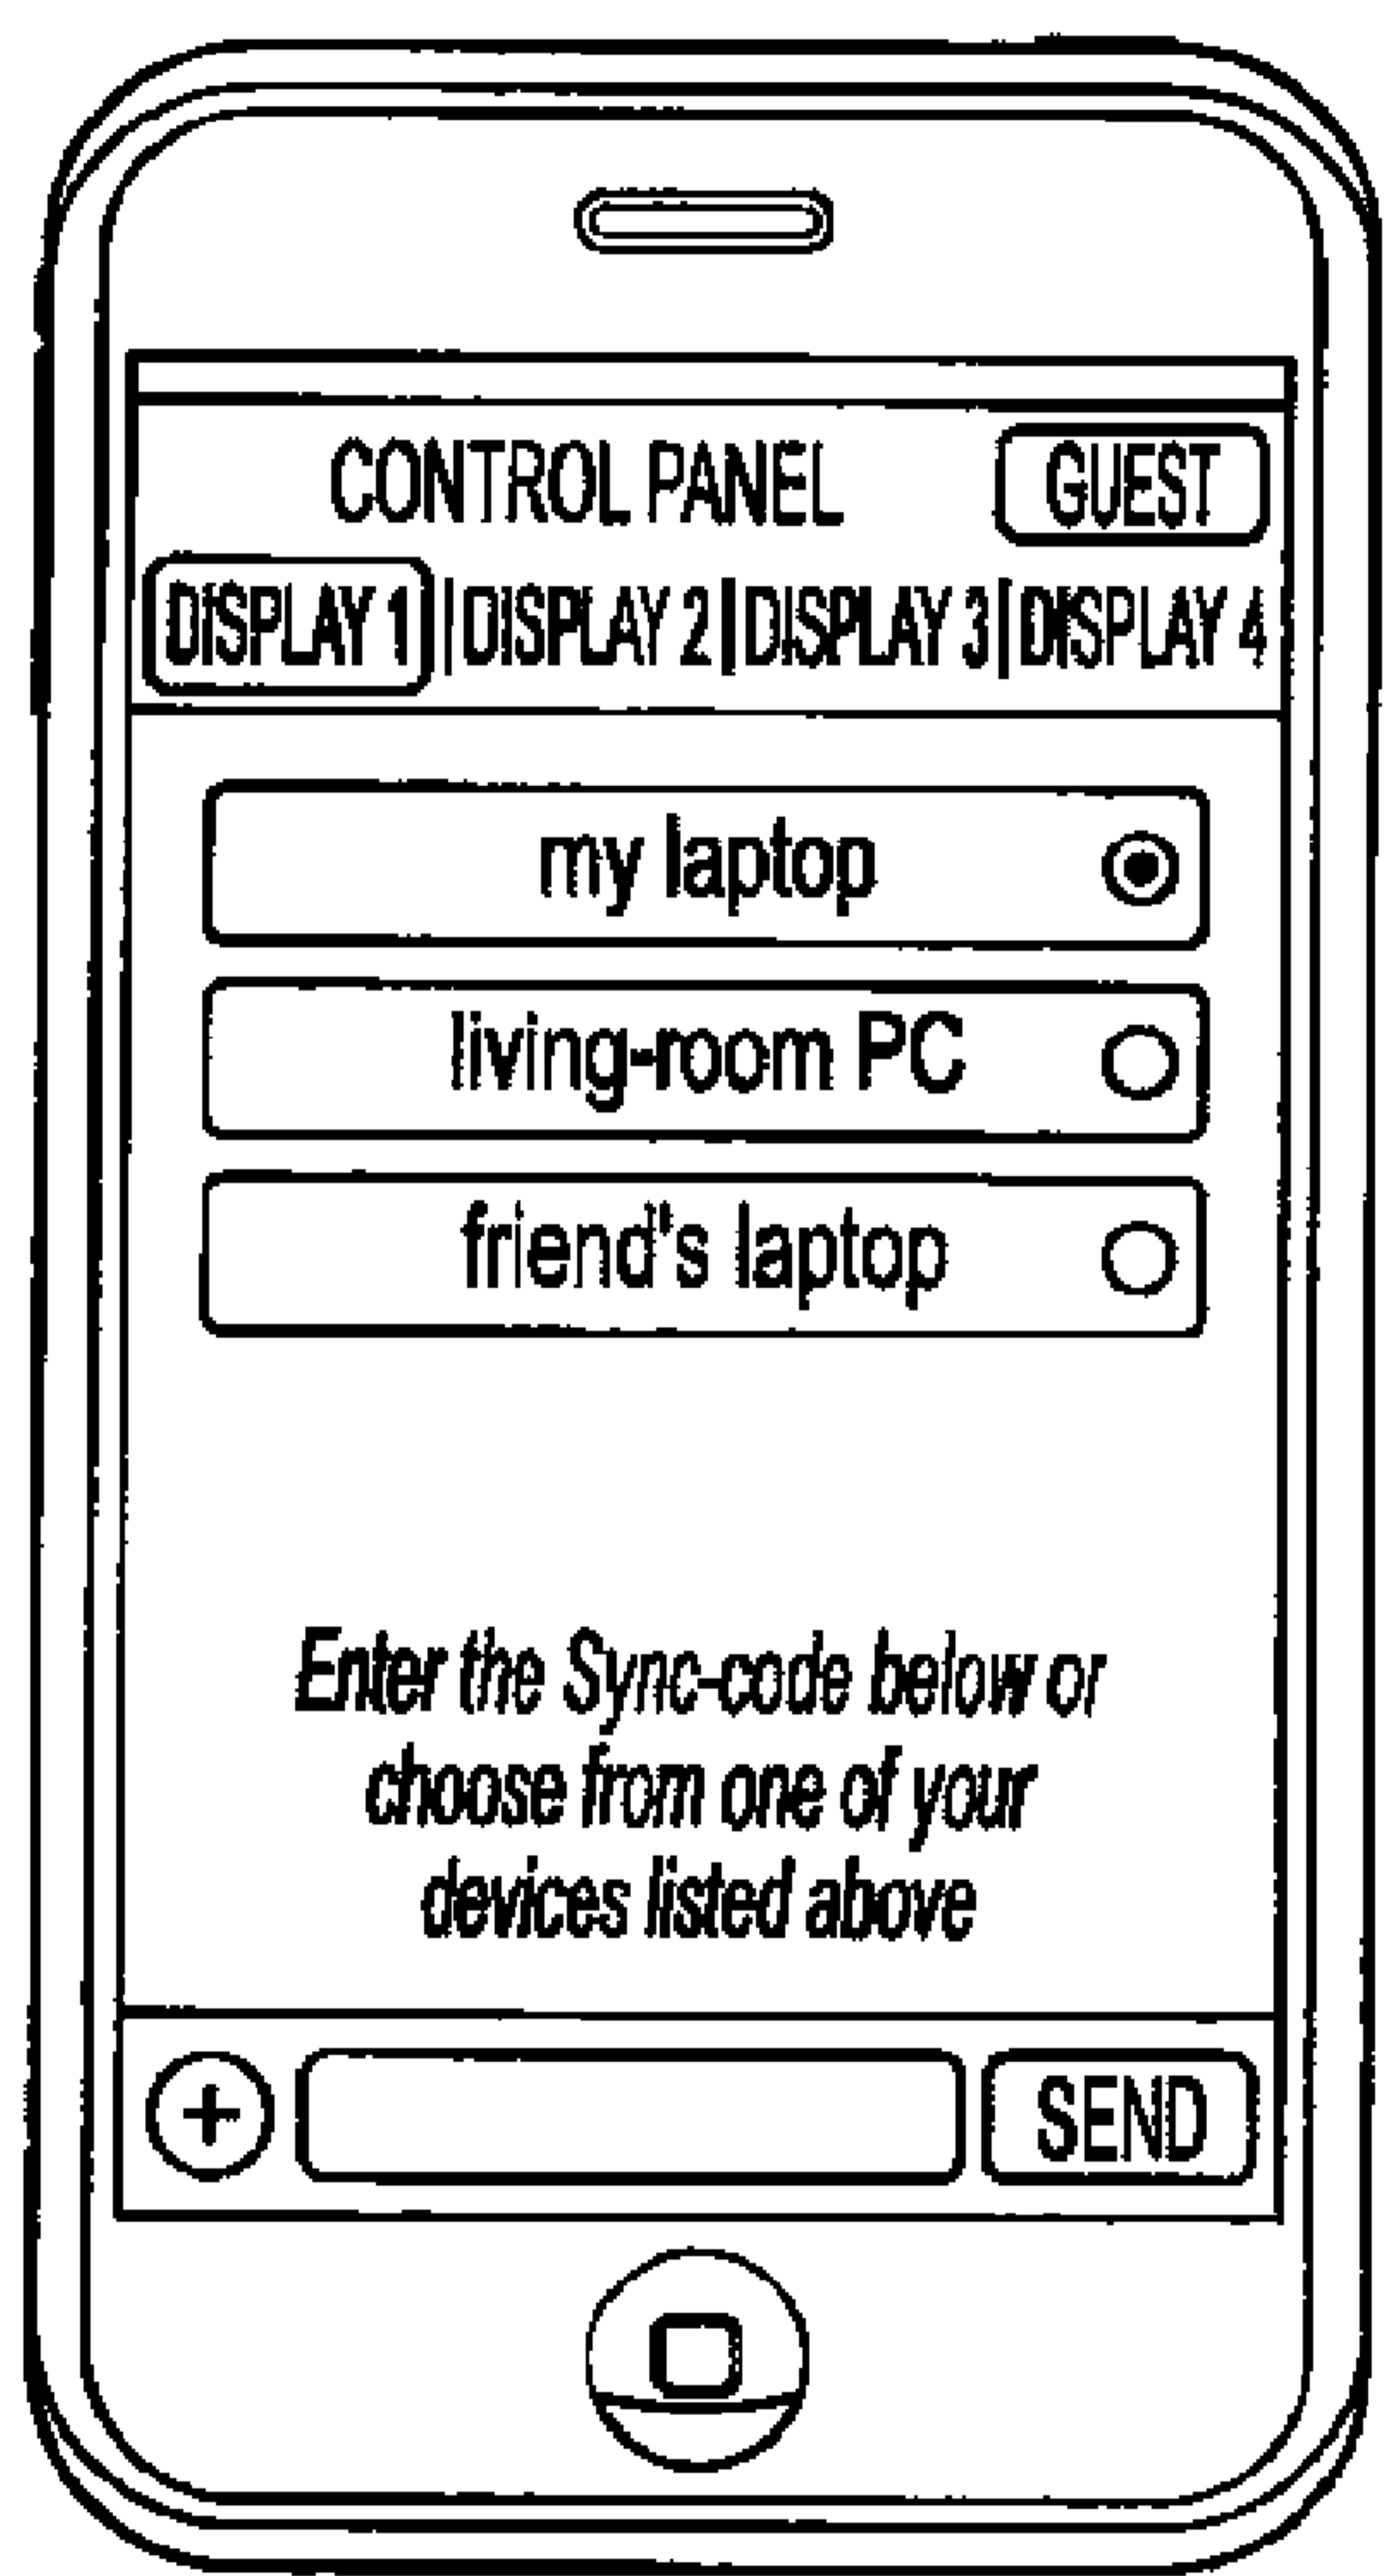 CONTROL PANEL GUEST
DISPLAY 1 | DISPLAY 2 | DISPLAY 3 | DISPLAY 4
my laptop
living-room PC
friend's laptop
Enter the Sync-code below or
choose from one of your
devices listed above
+ SEND